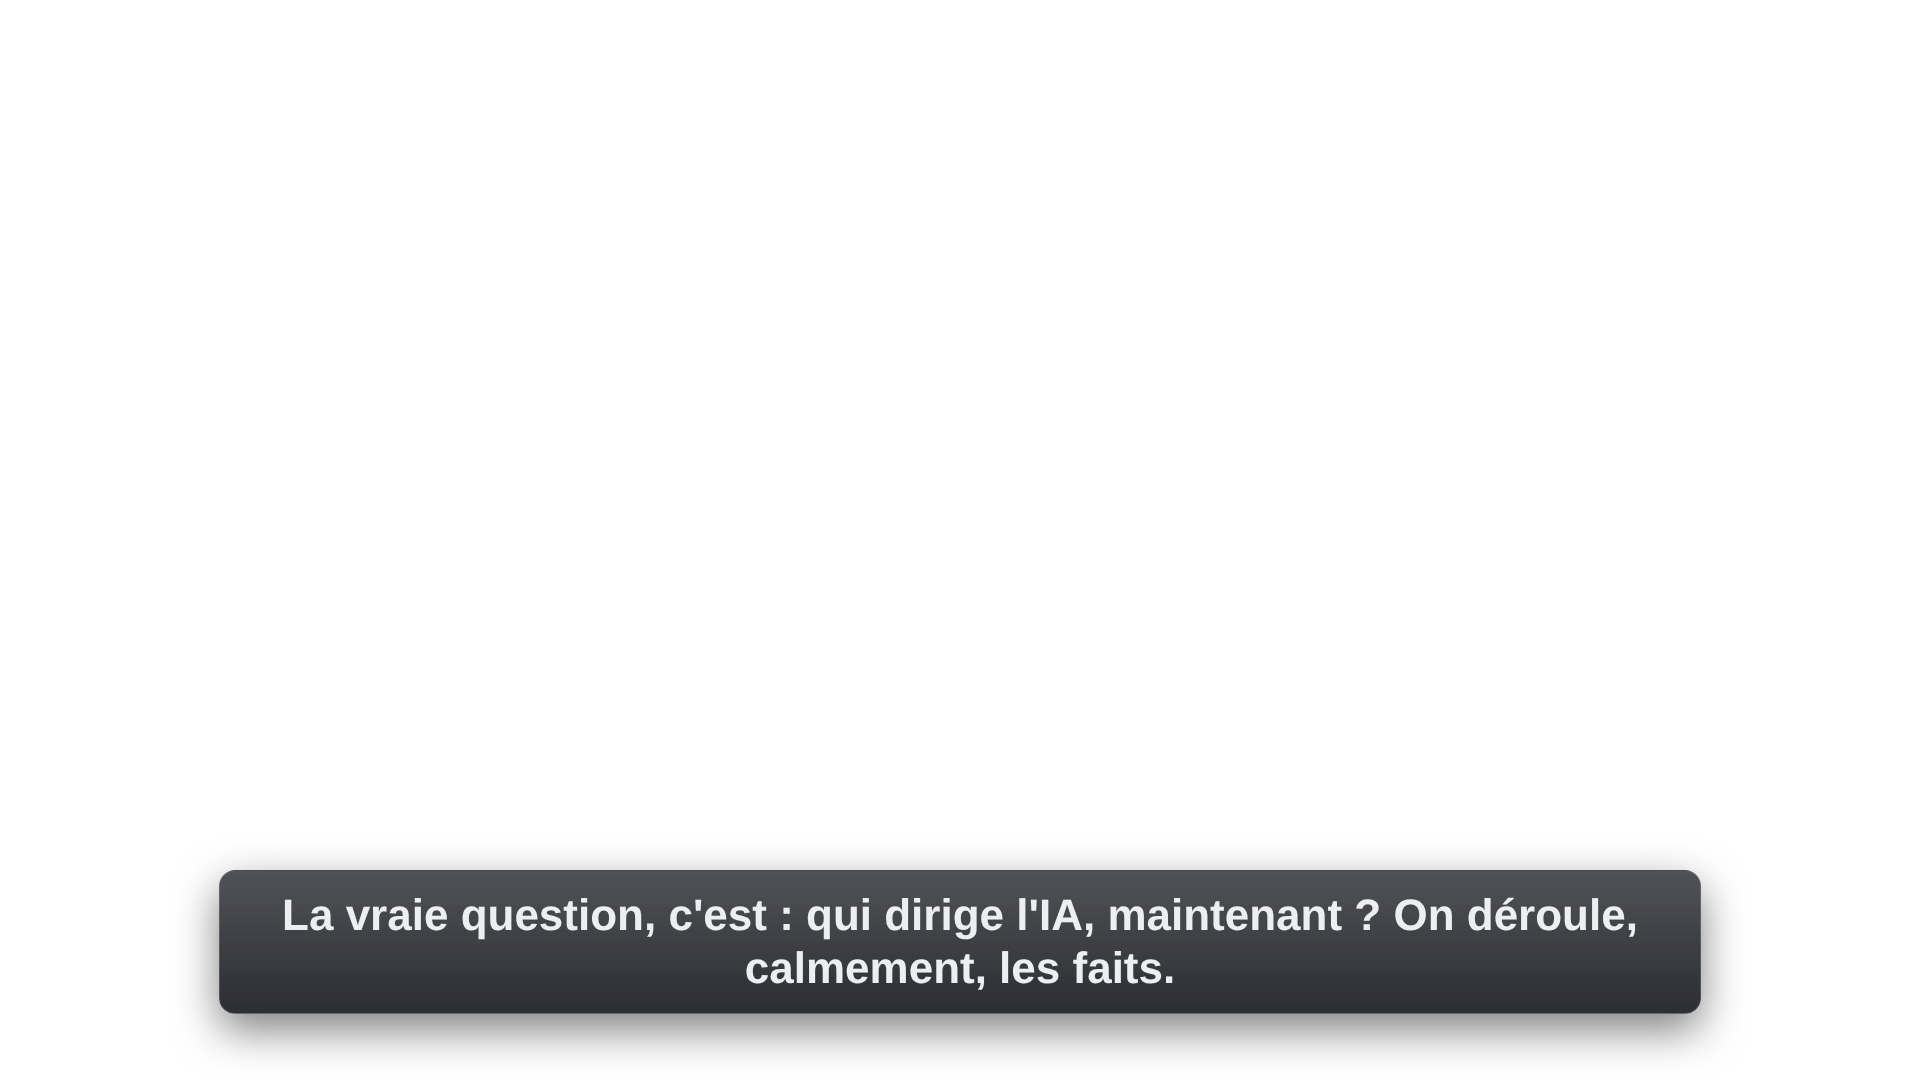 La vraie question, c'est : qui dirige l'IA, maintenant ? On déroule,
calmement, les faits.